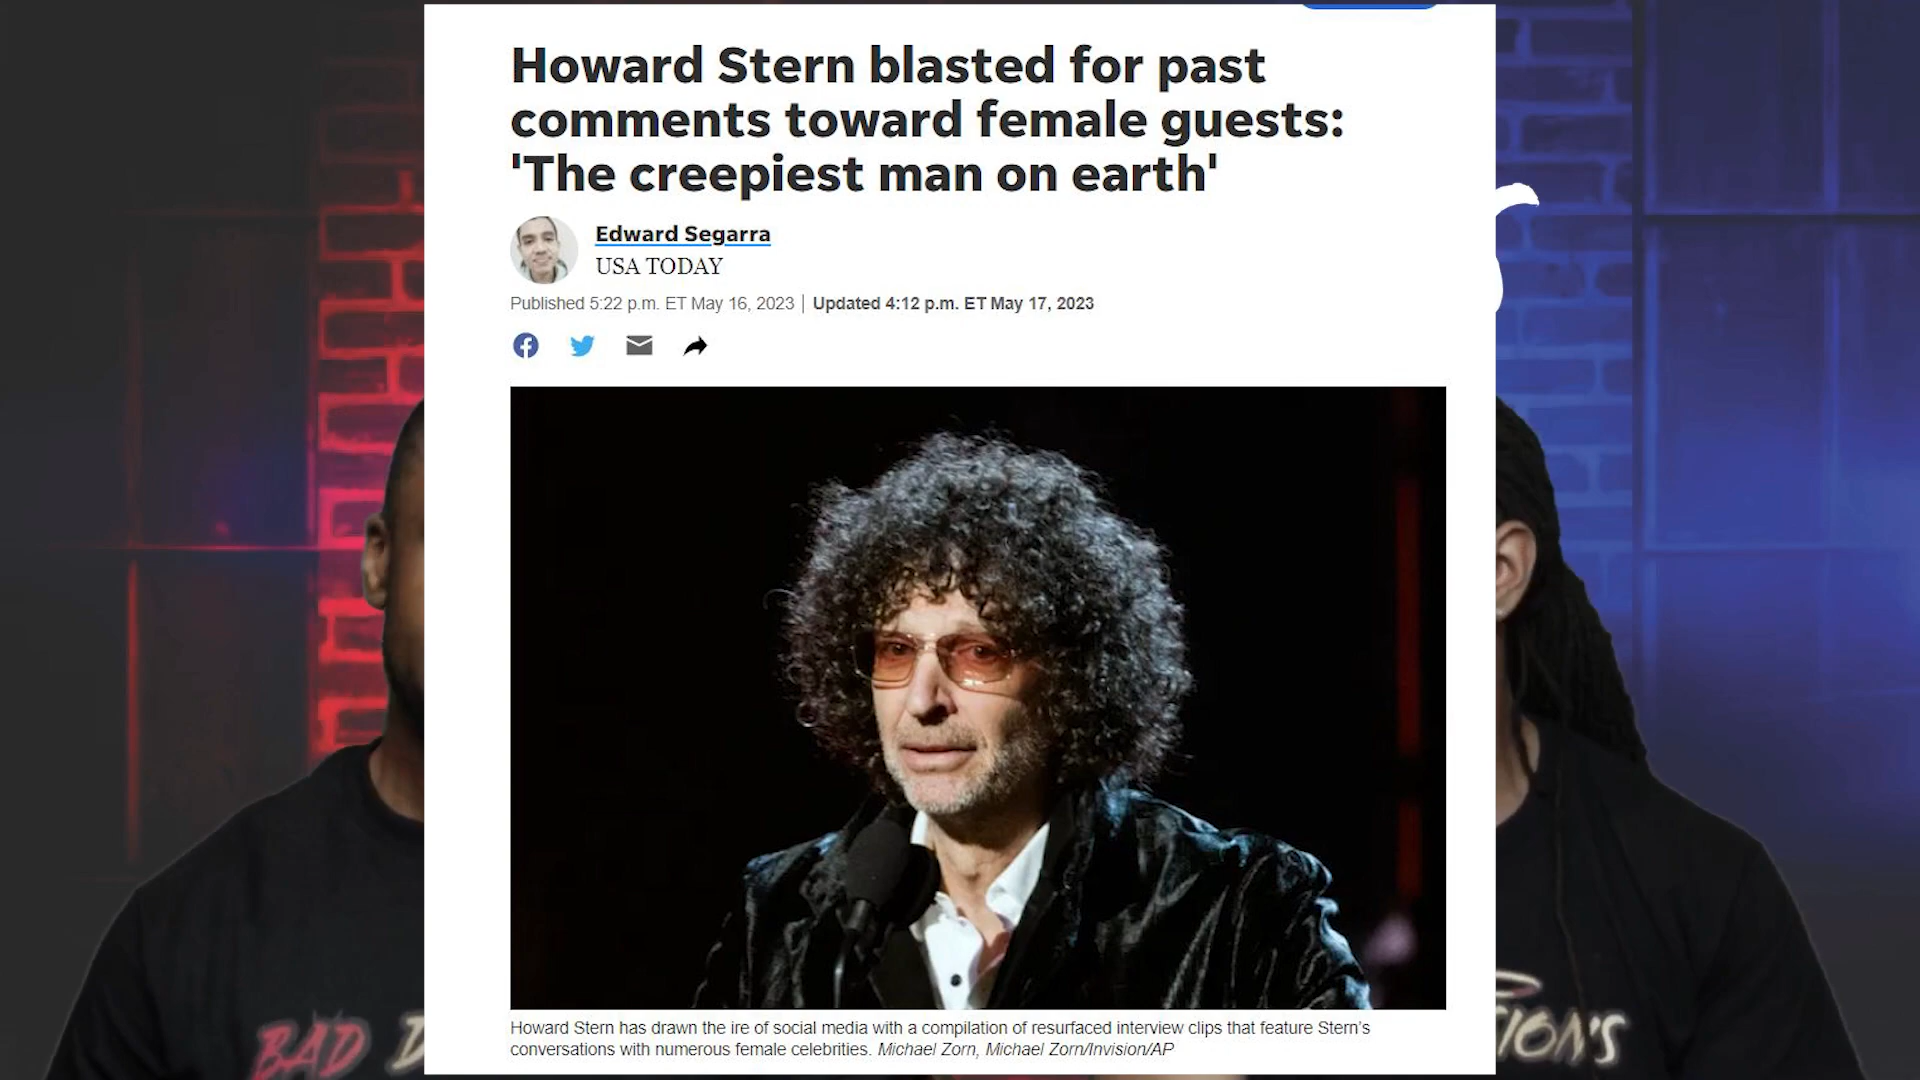 Howard Stern blasted for past
comments toward female guests:
'The creepiest man on earth'
Edward Segarra
USA TODAY
Published 5:22 p.m. ET May 16, 2023 | Updated 4:12 p.m. ET May 17, 2023
Howard Stern has drawn the ire of social media with a compilation of resurfaced interview clips that feature Stern's
conversations with numerous female celebrities. Michael Zorn, Michael Zorn/Invision/AP
BAD D
ION'S